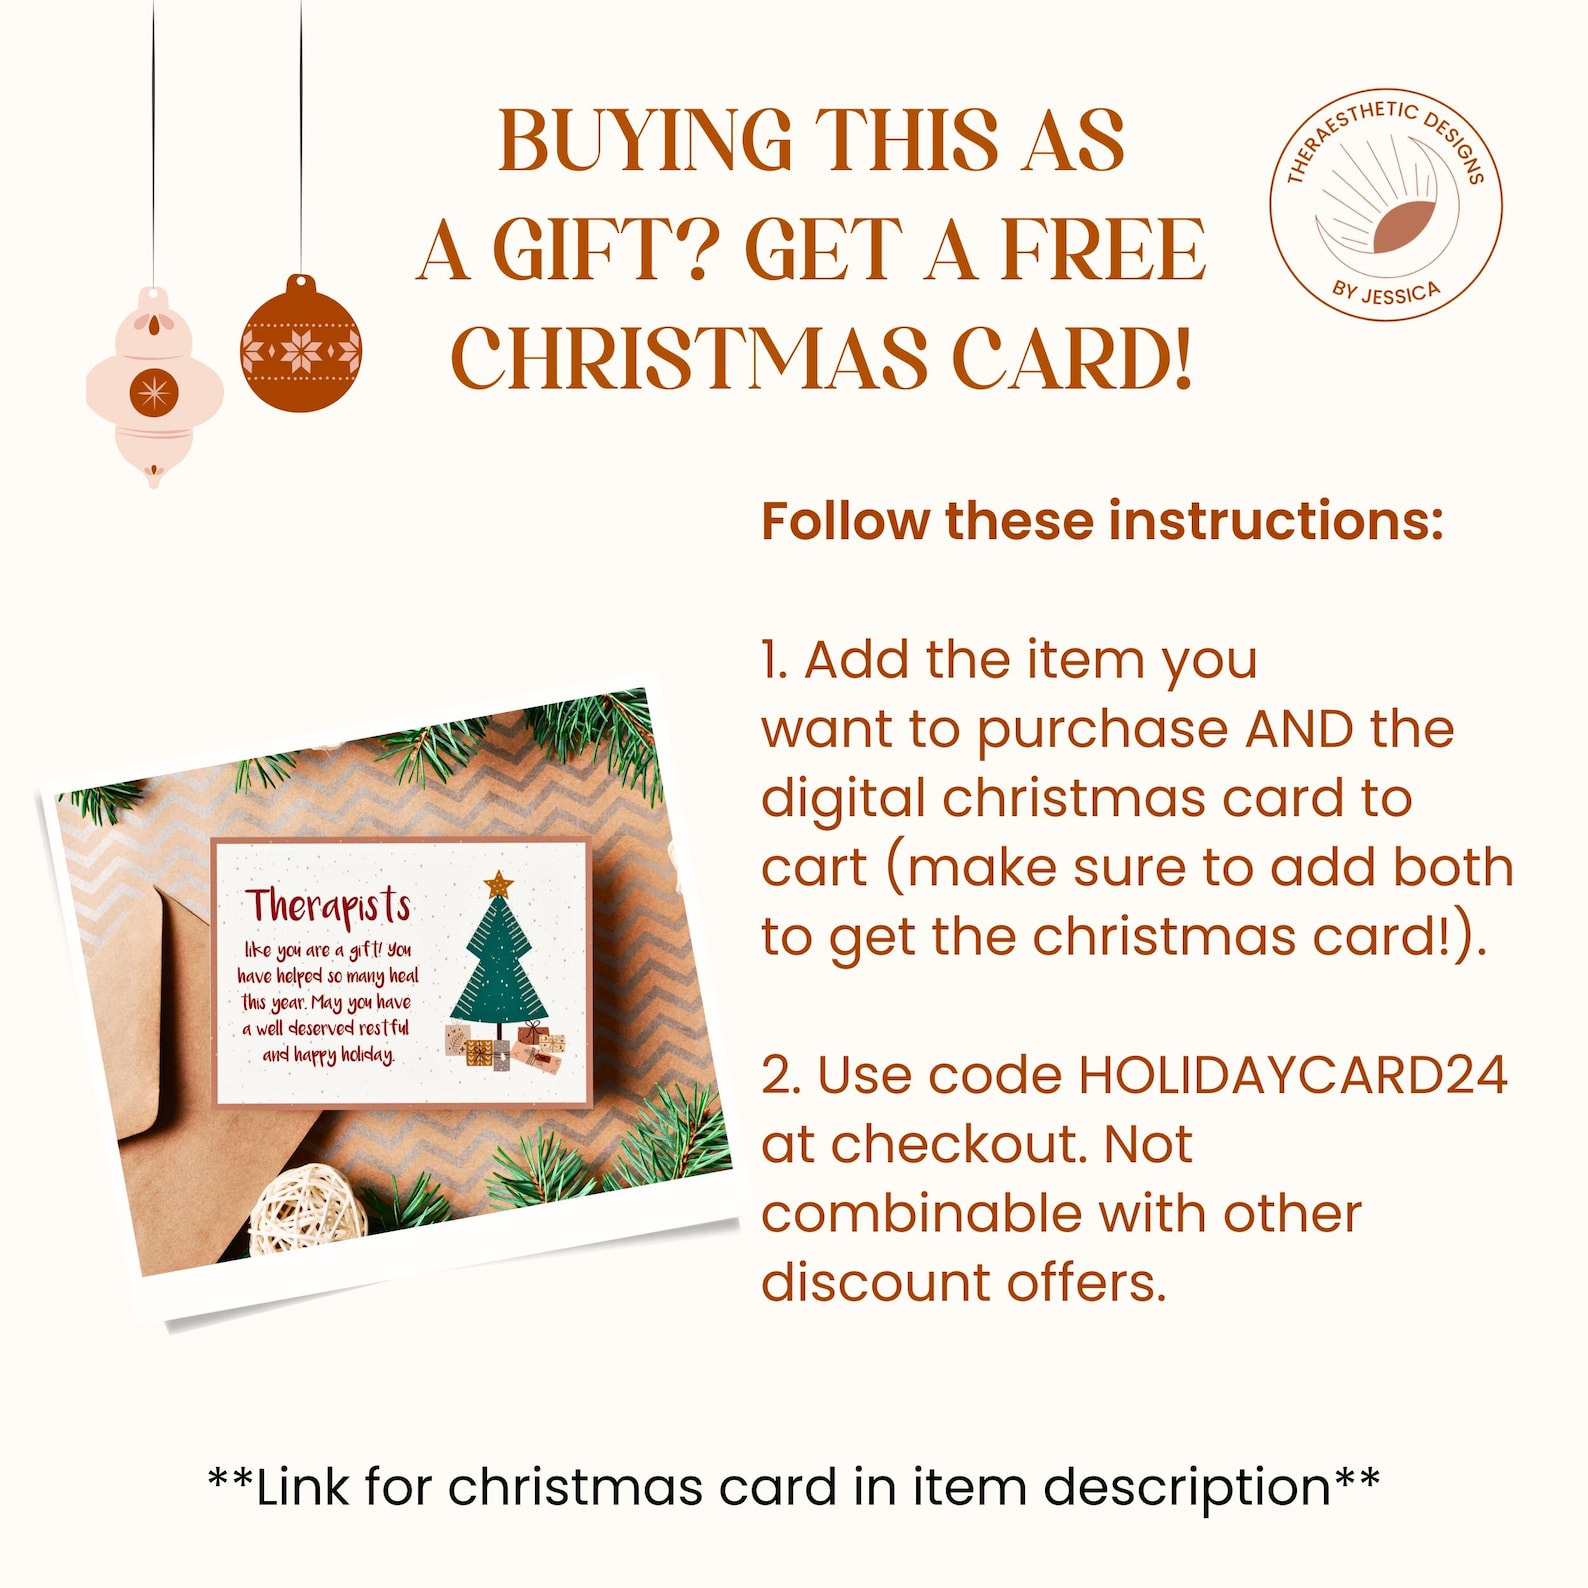 BUYING THIS AS
A GIFT? GET A FREE
CHRISTMAS CARD!
THERAESTHETIC DESIGNS
BY JESSICA
Follow these instructions:
1. Add the item you
want to purchase AND the
digital christmas card to
cart (make sure to add both
to get the christmas card!).
2. Use code HOLIDAYCARD24
at checkout. Not
combinable with other
discount offers.
Therapists
like you are a gift! You
have helped so many heal
this year. May you have
a well deserved restful
and happy holiday.
**Link for christmas card in item description**